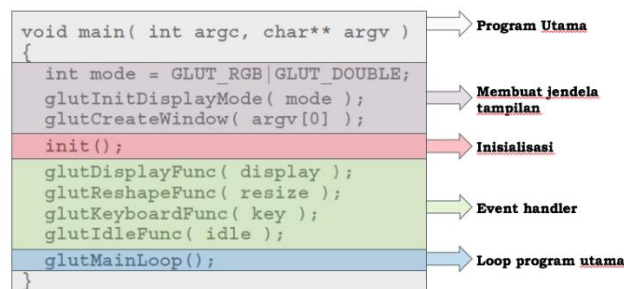 void main( int argc, char** argv )
{
int mode = GLUT_RGB|GLUT_DOUBLE;
glutInitDisplayMode( mode );
glutCreateWindow( argv[0] );
init();
glutDisplayFunc( display );
glutReshapeFunc( resize );
glutKeyboardFunc( key );
glutIdleFunc( idle );
glutMainLoop();
}
Program Utama
Membuat jendela
tampilan
Inisialisasi
Event handler
Loop program utama